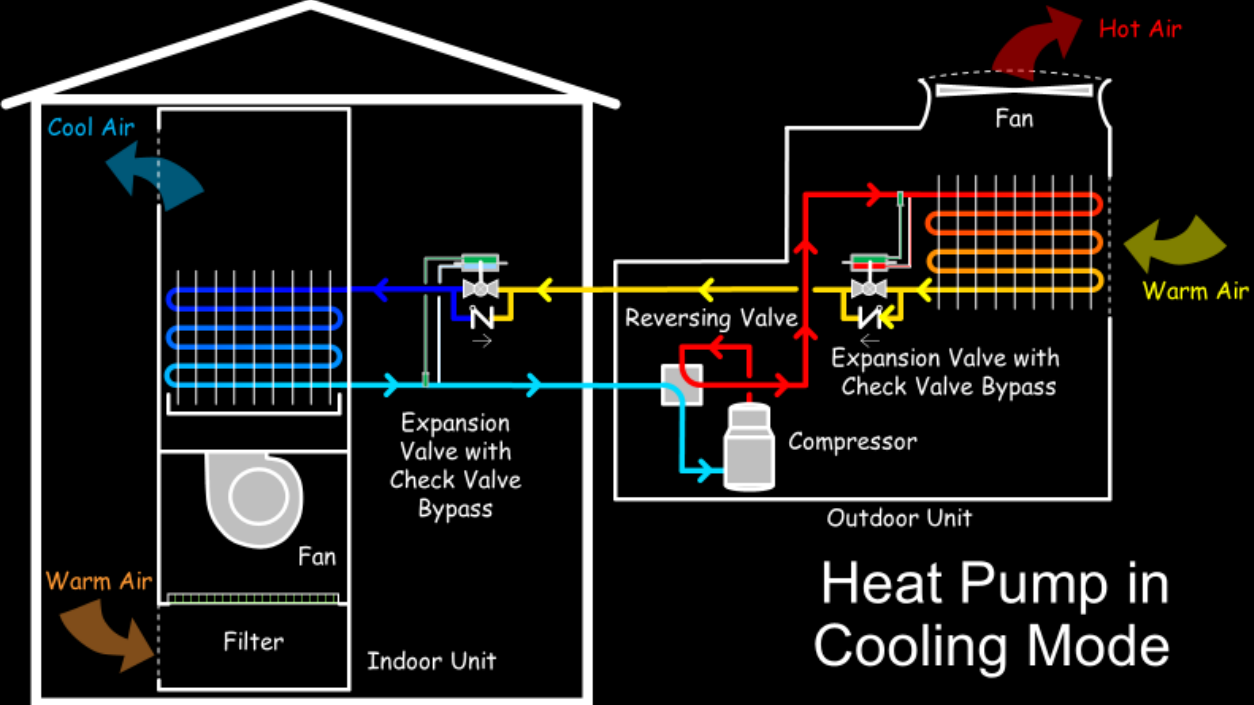 Hot Air
Fan
Cool Air
Warm Air
Reversing Valve
Expansion Valve with
Check Valve Bypass
Expansion
Valve with
Check Valve
Bypass
Compressor
Outdoor Unit
Fan
Warm Air
Filter
Indoor Unit
Heat Pump in
Cooling Mode